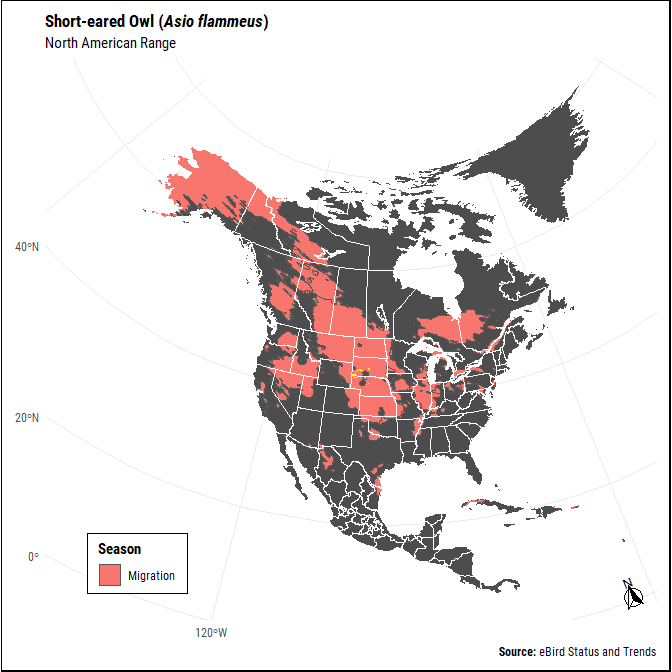 Short-eared Owl (Asio flammeus)
North American Range
40°N
20°N
0°
120°W
Season
Migration
N
Source: eBird Status and Trends